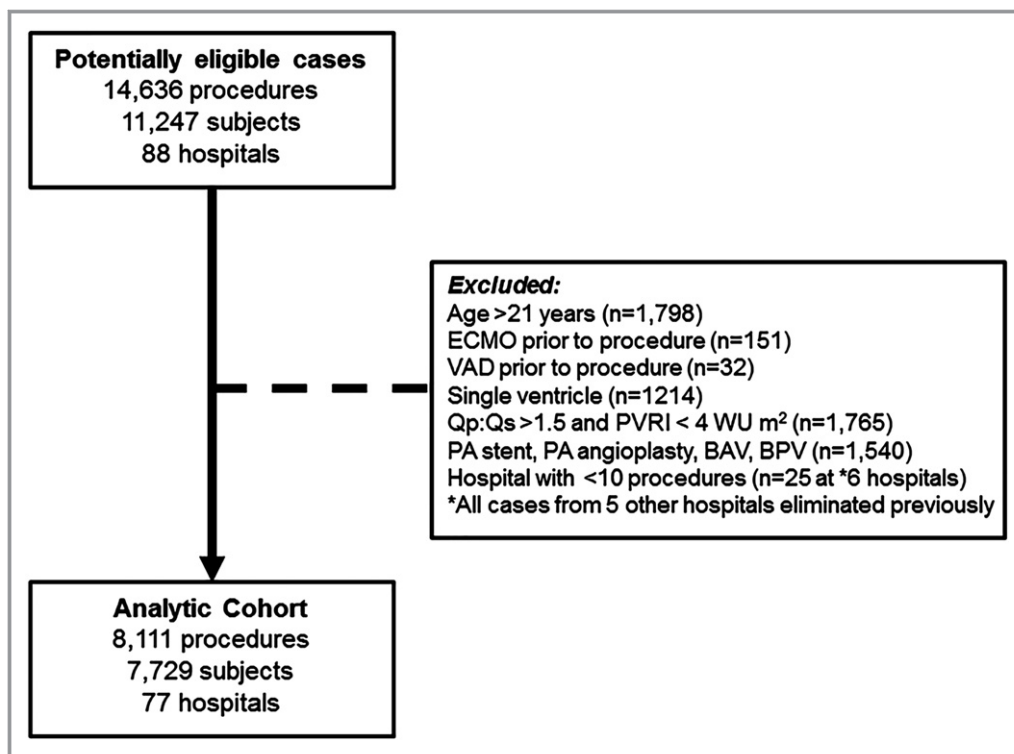 Potentially eligible cases
14,636 procedures
11,247 subjects
88 hospitals
Excluded:
Age >21 years (n=1,798)
ECMO prior to procedure (n=151)
VAD prior to procedure (n=32)
Single ventricle (n=1214)
Qp:Qs >1.5 and PVRI < 4 WU m² (n=1,765)
PA stent, PA angioplasty, BAV, BPV (n=1,540)
Hospital with <10 procedures (n=25 at *6 hospitals)
*All cases from 5 other hospitals eliminated previously
Analytic Cohort
8,111 procedures
7,729 subjects
77 hospitals